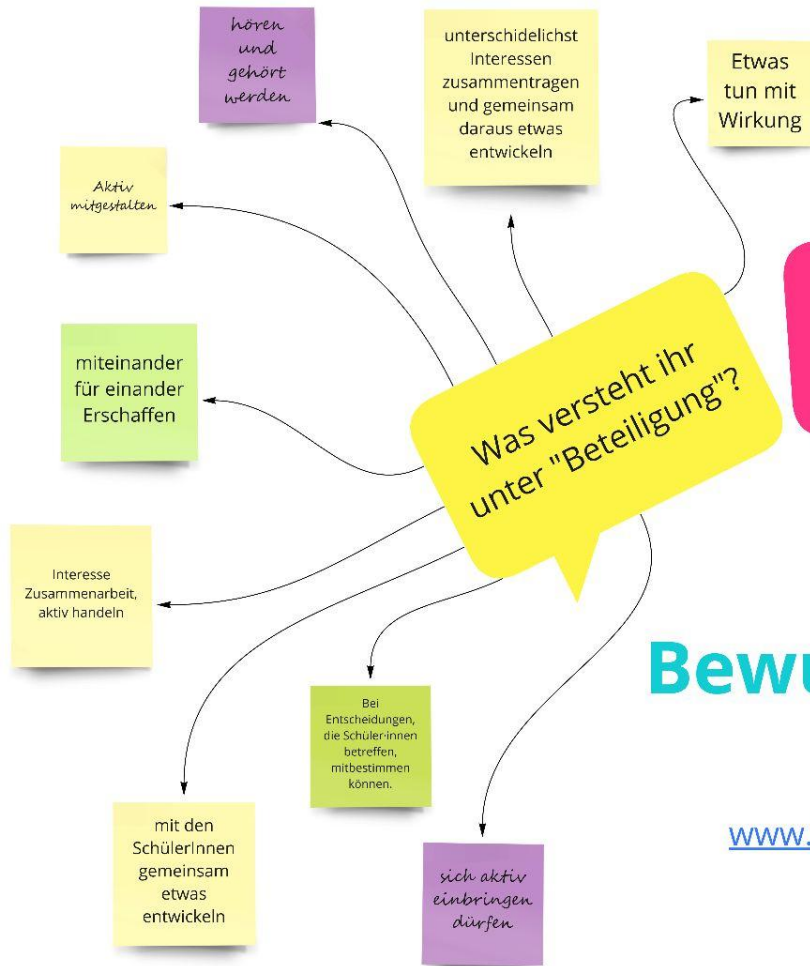 hören
und
gehört
werden
unterschidelichst
Interessen
zusammentragen
und gemeinsam
daraus etwas
entwickeln
Etwas
tun mit
Wirkung
Aktiv
mitgestalten
miteinander
für einander
Erschaffen
Was versteht ihr
unter "Beteiligung"?
Interesse
Zusammenarbeit,
aktiv handeln
Bei
Entscheidungen,
die Schüler·innen
betreffen,
mitbestimmen
können.
mit den
SchülerInnen
gemeinsam
etwas
entwickeln
sich aktiv
einbringen
dürfen
Bewu
www.